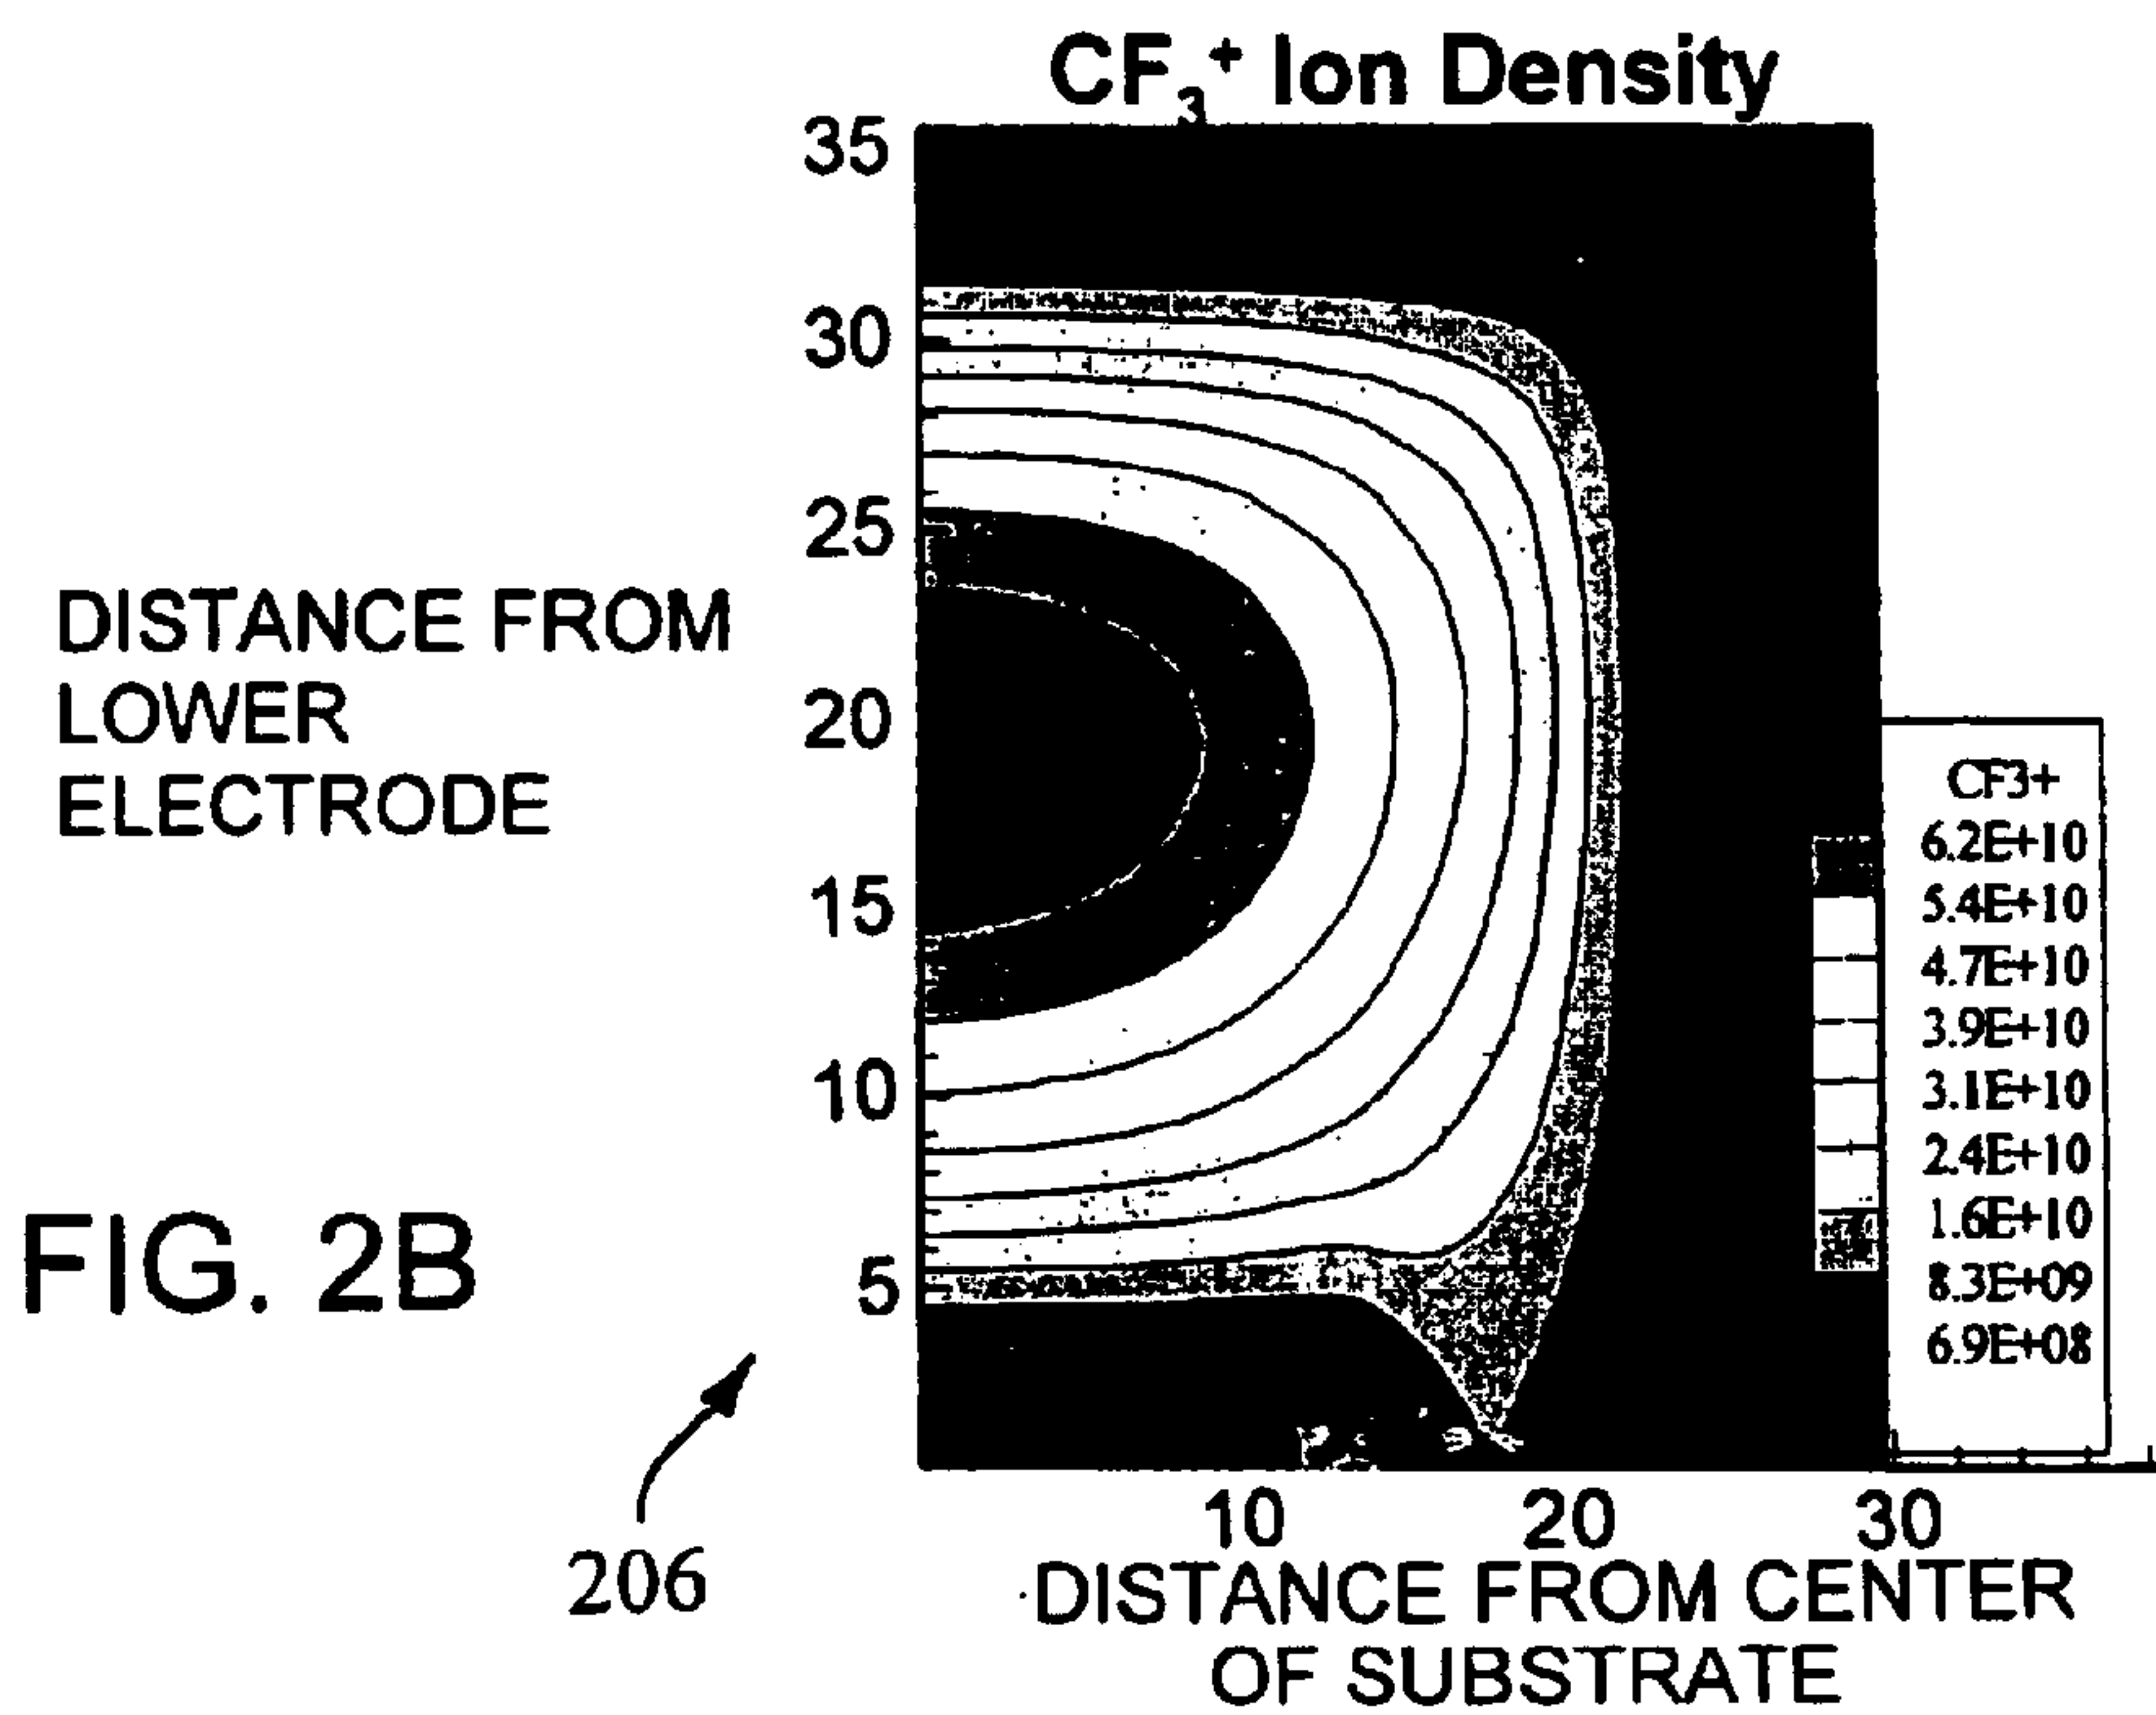 CF3+ Ion Density
35
30
25
20
15
10
5
DISTANCE FROM
LOWER
ELECTRODE
CF3+
6.2E+10
5.4E+10
4.7E+10
3.9E+10
3.1E+10
2.4E+10
1.6E+10
8.3E+09
6.9E+08
FIG. 2B
206
10 20 30
DISTANCE FROM CENTER
OF SUBSTRATE